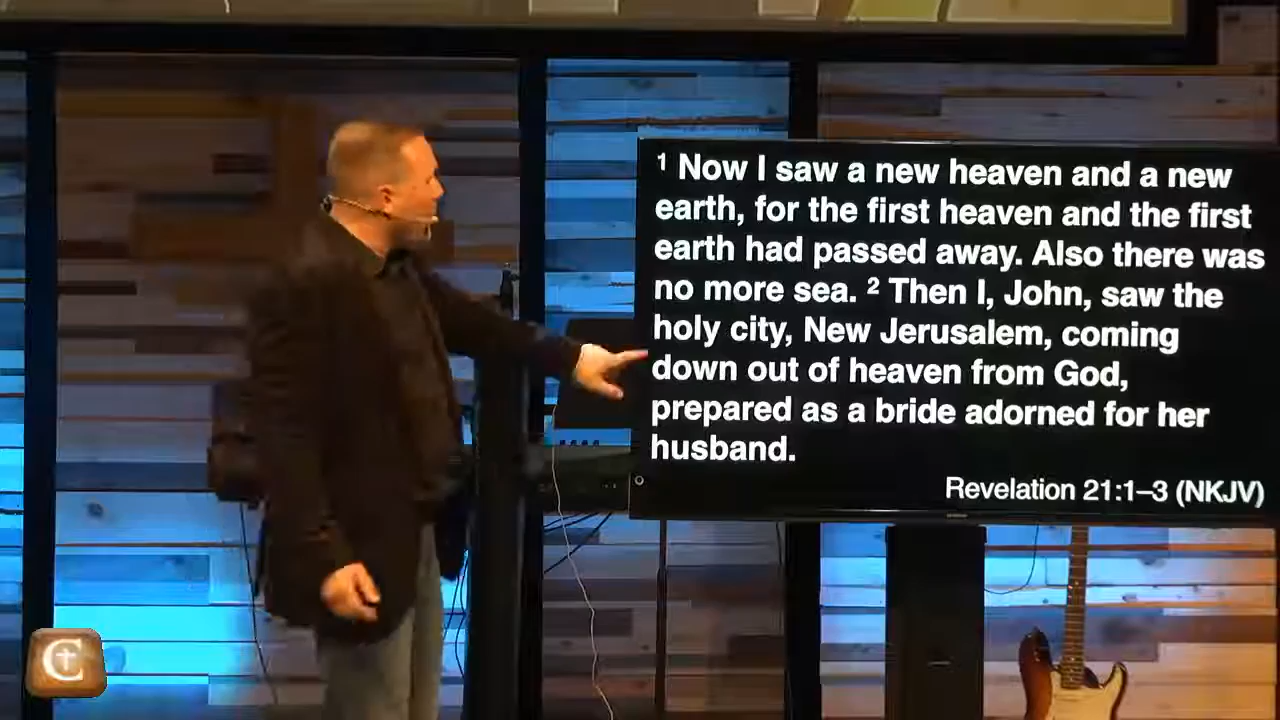 ¹ Now I saw a new heaven and a new
earth, for the first heaven and the first
earth had passed away. Also there was
no more sea. ² Then I, John, saw the
holy city, New Jerusalem, coming
down out of heaven from God,
prepared as a bride adorned for her
husband.
Revelation 21:1–3 (NKJV)
C